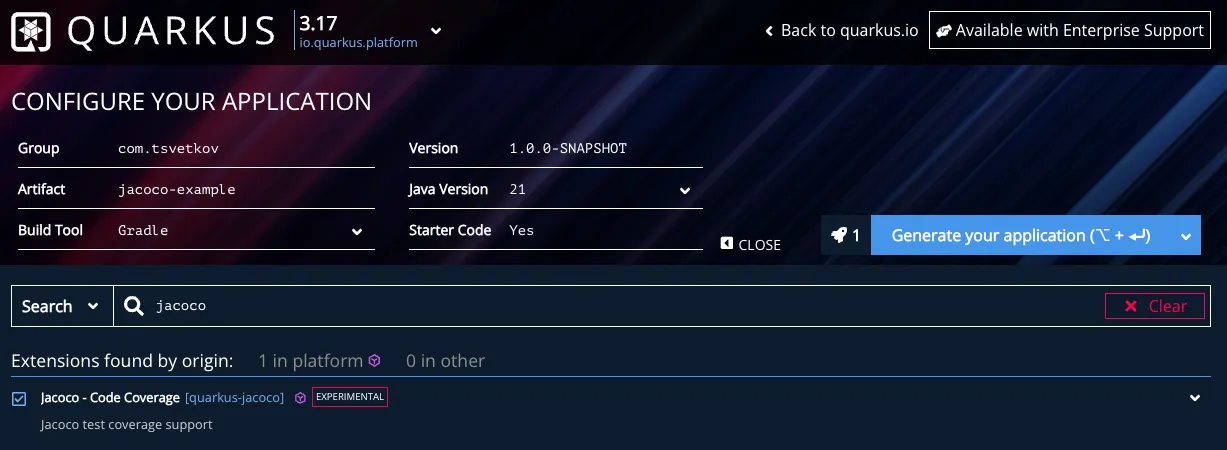 QUARKUS 3.17 Back to quarkus.io Available with Enterprise Support
io.quarkus.platform
CONFIGURE YOUR APPLICATION
Group com.tsvetkov Version 1.0.0-SNAPSHOT
Artifact jacoco-example Java Version 21
Build Tool Gradle Starter Code Yes
CLOSE 1 Generate your application (⌥ + ↵)
Search jacoco Clear
Extensions found by origin: 1 in platform 0 in other
Jacoco - Code Coverage [quarkus-jacoco] EXPERIMENTAL
Jacoco test coverage support